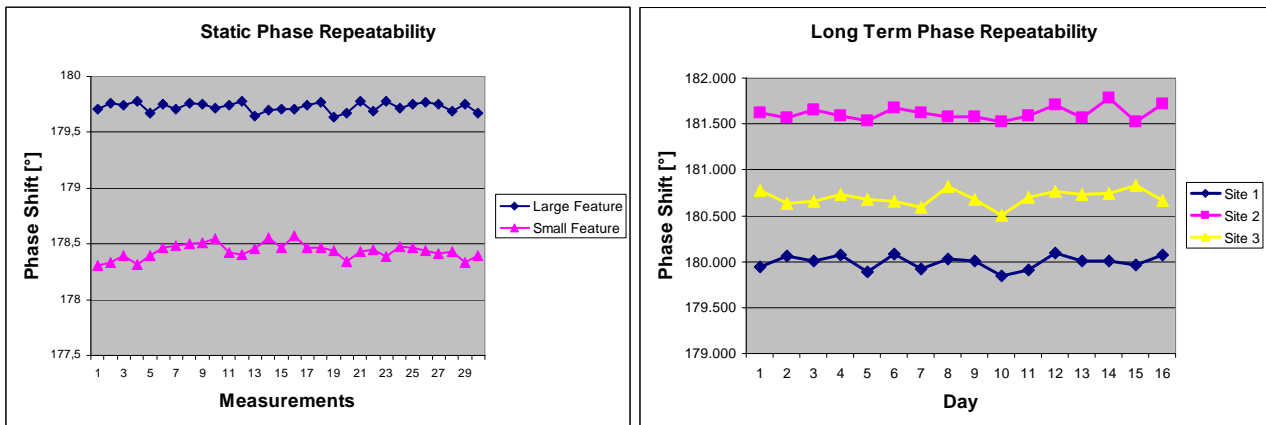 Static Phase Repeatability
180
179,5
179
178,5
178
177,5
Phase Shift [°]
1 3 5 7 9 11 13 15 17 19 21 23 25 27 29
Measurements
Large Feature
Small Feature
Long Term Phase Repeatability
182.000
181.500
181.000
180.500
180.000
179.500
179.000
Phase Shift [°]
1 2 3 4 5 6 7 8 9 10 11 12 13 14 15 16
Day
Site 1
Site 2
Site 3